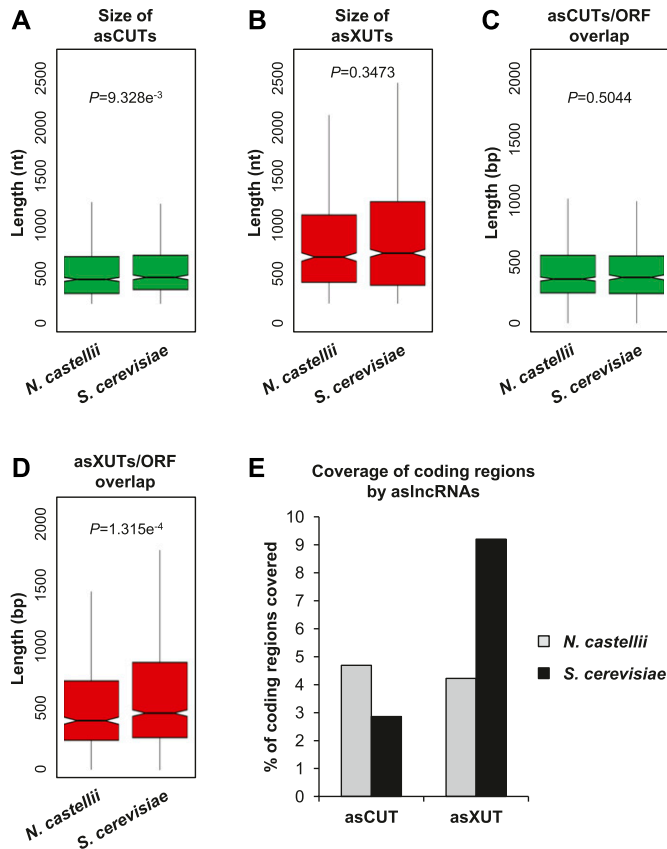 A
Size of
asCUTs
P=9.328e-3
Length (nt)
2500
2000
1500
1000
500
0
N. castellii
S. cerevisiae
B
Size of
asXUTs
P=0.3473
Length (nt)
2500
2000
1500
1000
500
0
N. castellii
S. cerevisiae
C
asCUTs/ORF
overlap
P=0.5044
Length (bp)
2000
1500
1000
500
0
N. castellii
S. cerevisiae
D
asXUTs/ORF
overlap
P=1.315e-4
Length (bp)
2000
1500
1000
500
0
N. castellii
S. cerevisiae
E
Coverage of coding regions
by aslncRNAs
% of coding regions covered
10
9
8
7
6
5
4
3
2
1
0
asCUT
asXUT
N. castellii
S. cerevisiae